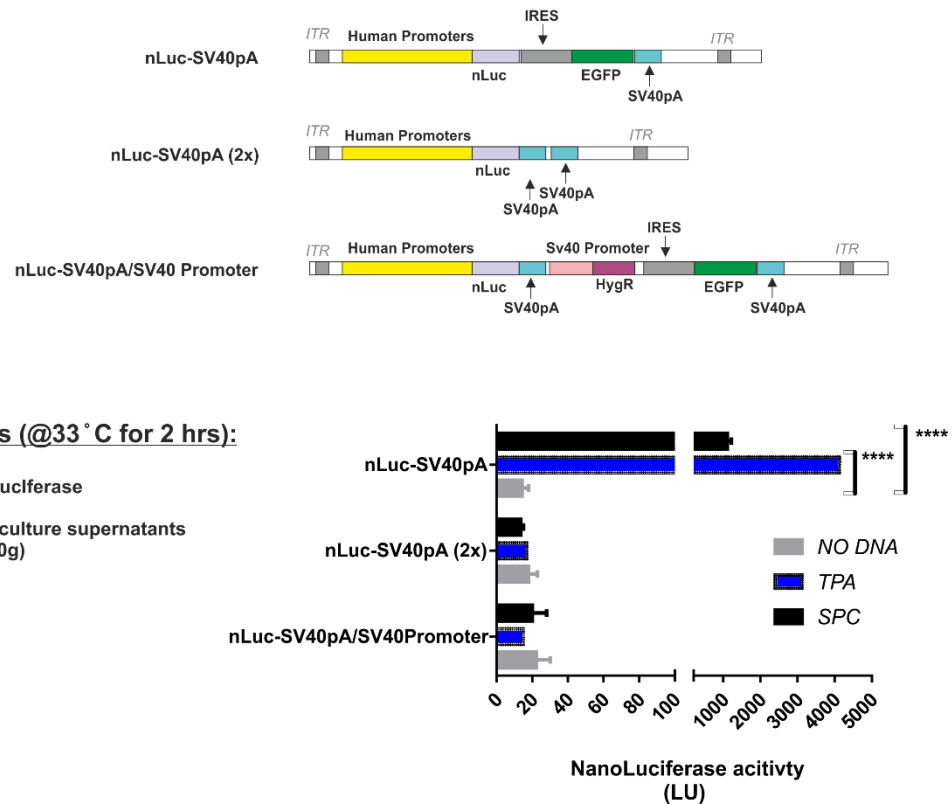 IRES
ITR Human Promoters ITR
nLuc-SV40pA
nLuc EGFP
SV40pA
ITR Human Promoters ITR
nLuc-SV40pA (2x)
nLuc SV40pA
SV40pA
IRES
ITR Human Promoters Sv40 Promoter ITR
nLuc-SV40pA/SV40 Promoter
nLuc HygR EGFP
SV40pA SV40pA
s (@33°C for 2 hrs):
uclferase
culture supernatants
0g)
nLuc-SV40pA
nLuc-SV40pA (2x)
nLuc-SV40pA/SV40Promoter
****
****
NO DNA
TPA
SPC
0 20 40 60 80 100 1000 2000 3000 4000 5000
NanoLuciferase acitivty
(LU)